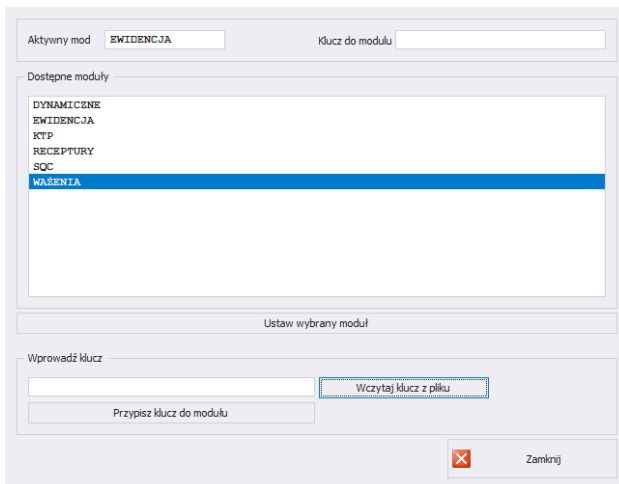 Aktywny mod EWIDENCJA Klucz do modulu
Dostępne moduły
DYNAMICZNE
EWIDENCJA
KTP
RECEPTURY
SQC
WAŻENIA
Ustaw wybrany moduł
Wprowadź klucz
Wczytaj klucz z pliku
Przypisz klucz do modułu
Zamknij